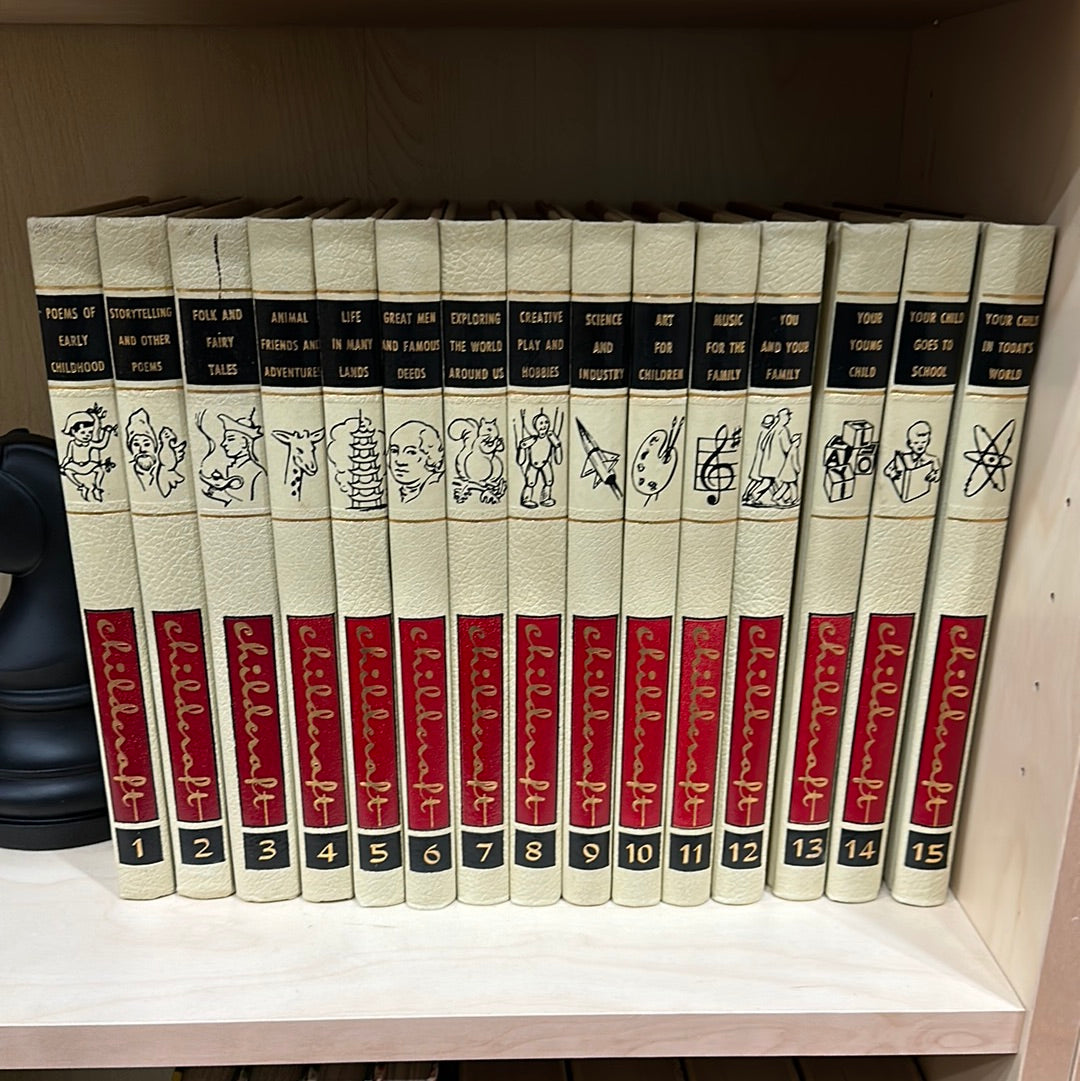 POEMS OF
EARLY
CHILDHOOD
childcraft
1
STORYTELLING
AND OTHER
POEMS
childcraft
2
FOLK AND
FAIRY
TALES
childcraft
3
ANIMAL
FRIENDS AND
ADVENTURES
childcraft
4
LIFE
IN MANY
LANDS
childcraft
5
GREAT MEN
AND FAMOUS
DEEDS
childcraft
6
EXPLORING
THE WORLD
AROUND US
childcraft
7
CREATIVE
PLAY AND
HOBBIES
childcraft
8
SCIENCE
AND
INDUSTRY
childcraft
9
ART
FOR
CHILDREN
childcraft
10
MUSIC
FOR THE
FAMILY
childcraft
11
YOU
AND YOUR
FAMILY
childcraft
12
YOUR
YOUNG
CHILD
A
childcraft
13
YOUR CHILD
GOES TO
SCHOOL
childcraft
14
YOUR CHILD
IN TODAY'S
WORLD
childcraft
15